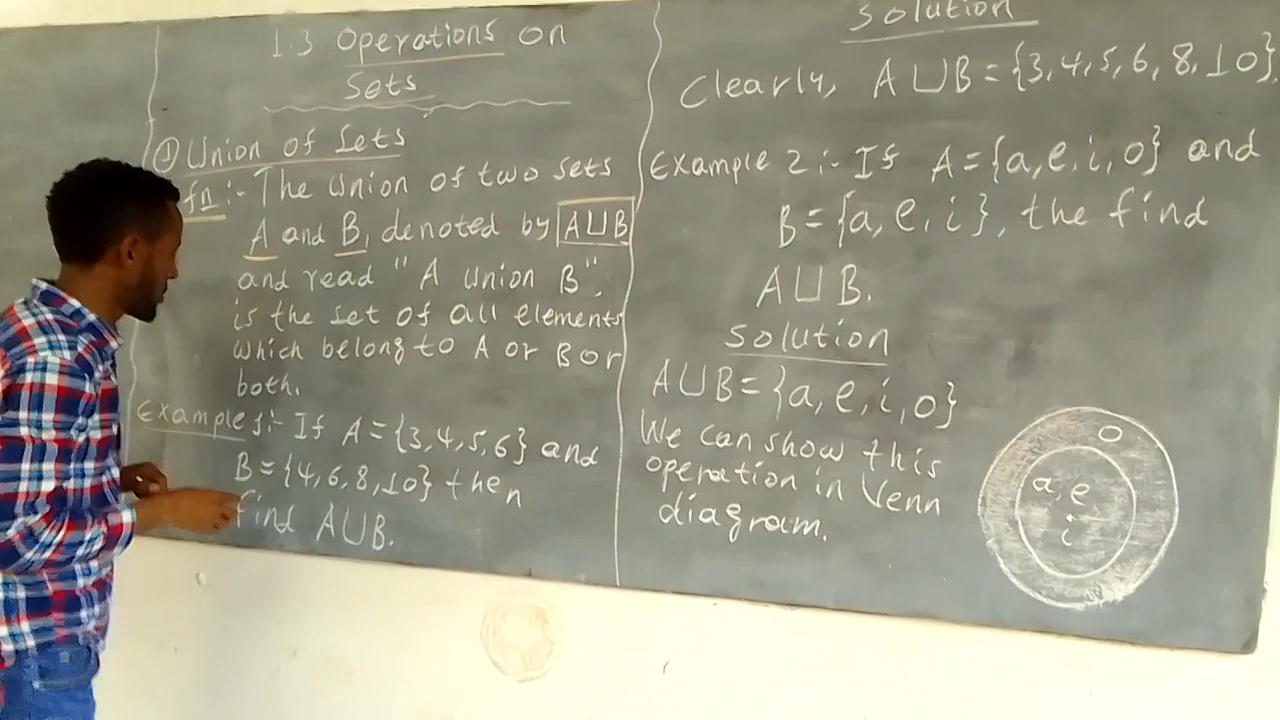 1.3 Operations on
Sets
① Union of Sets
fn:- The Union of two sets
A and B, denoted by A∪B
and read "A Union B",
is the set of all elements
which belong to A or B or
both.
Example 1:- If A={3,4,5,6} and
B={4,6,8,10} then
find A∪B.
Solution
Clearly, A∪B={3,4,5,6,8,10}.
Example 2:- If A={a,e,i,o} and
B={a,e,i}, the find
A∪B.
Solution
A∪B={a,e,i,o}
We can show this
operation in Venn
diagram.
o
a, e
i